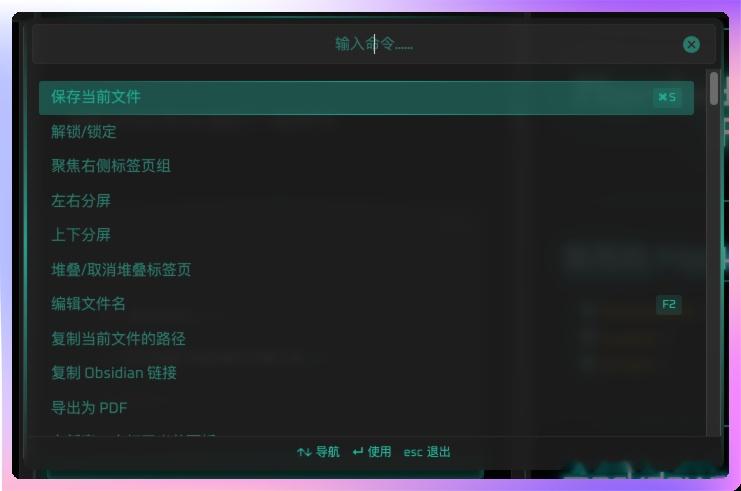 输入命令......
保存当前文件 ⌘ S
解锁/锁定
聚焦右侧标签页组
左右分屏
上下分屏
堆叠/取消堆叠标签页
编辑文件名 F2
复制当前文件的路径
复制 Obsidian 链接
导出为 PDF
↑↓ 导航 ↵ 使用 esc 退出